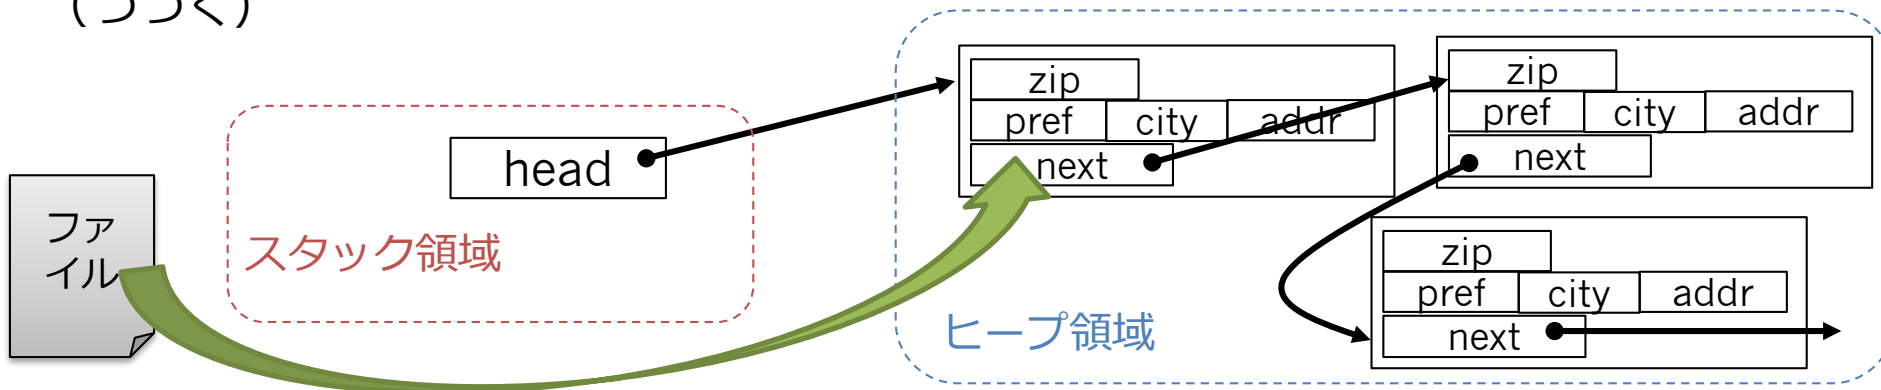 (つづく)
zip
pref city addr
next
zip
pref city addr
next
head
ファ
イル
スタック領域
zip
pref city addr
next
ヒープ領域